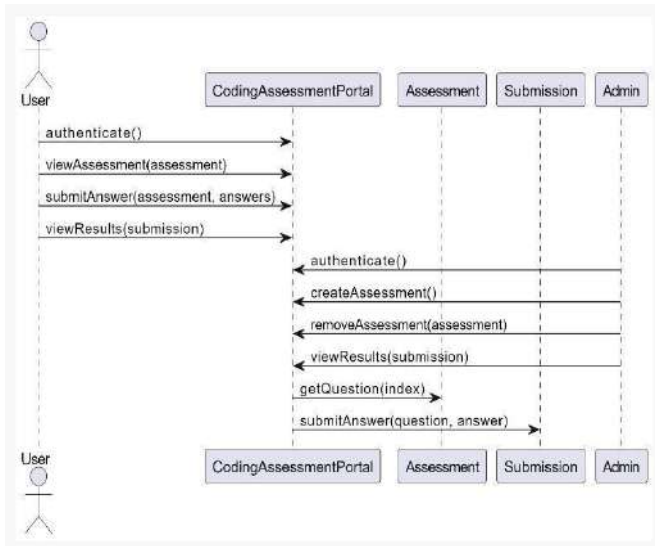 User
CodingAssessmentPortal
Assessment
Submission
Admin
authenticate()
viewAssessment(assessment)
submitAnswer(assessment, answers)
viewResults(submission)
authenticate()
createAssessment()
removeAssessment(assessment)
viewResults(submission)
getQuestion(index)
submitAnswer(question, answer)
User
CodingAssessmentPortal
Assessment
Submission
Admin